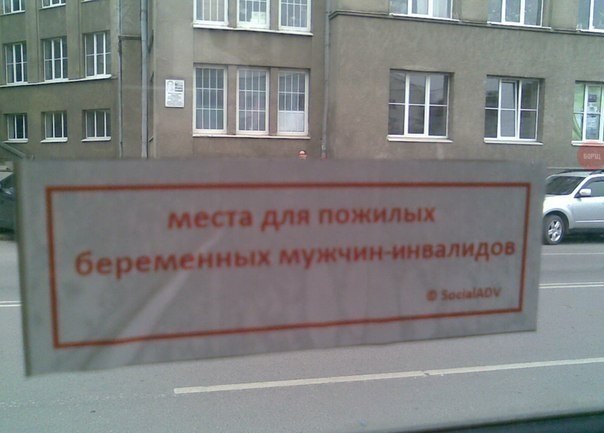 места для пожилых
беременных мужчин-инвалидов
© SocialADV